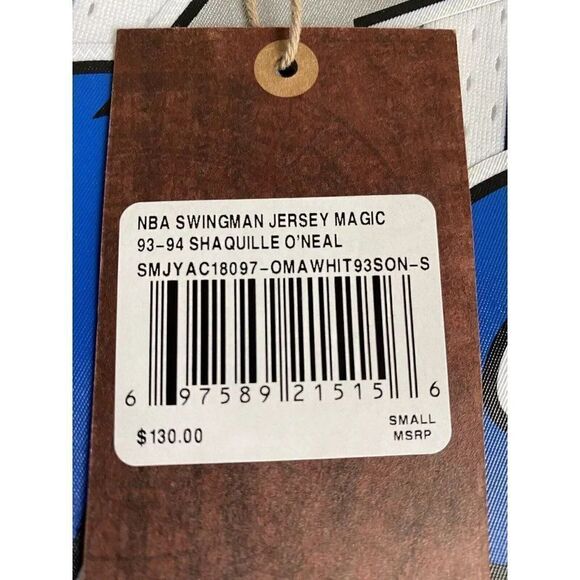 NBA SWINGMAN JERSEY MAGIC
93-94 SHAQUILLE O'NEAL
SMJYAC18097-OMAWHIT93SON-S
6 97589 21515 6
$130.00
SMALL
MSRP